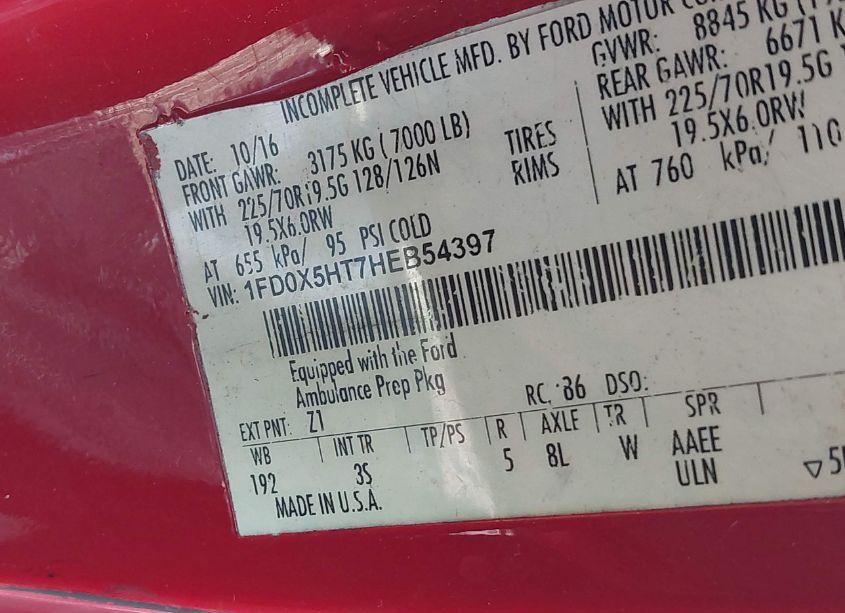 INCOMPLETE VEHICLE MFD. BY FORD MOTOR
DATE: 10/16
GVWR: 8845 KG
FRONT GAWR: 3175 KG (7000 LB)
REAR GAWR: 6671
WITH 225/70R19.5G 128/126N TIRES
WITH 225/70R19.5G
19.5X6.0RW RIMS
19.5X6.0RW
AT 655 kPa/ 95 PSI COLD
AT 760 kPa/ 110
VIN: 1FD0X5HT7HEB54397
Equipped with the Ford
Ambulance Prep Pkg
RC: 86 DSO:
EXT PNT: Z1
WB INT TR TP/PS R AXLE TR SPR
192 3S 5 8L W AAEE
ULN
MADE IN U.S.A.